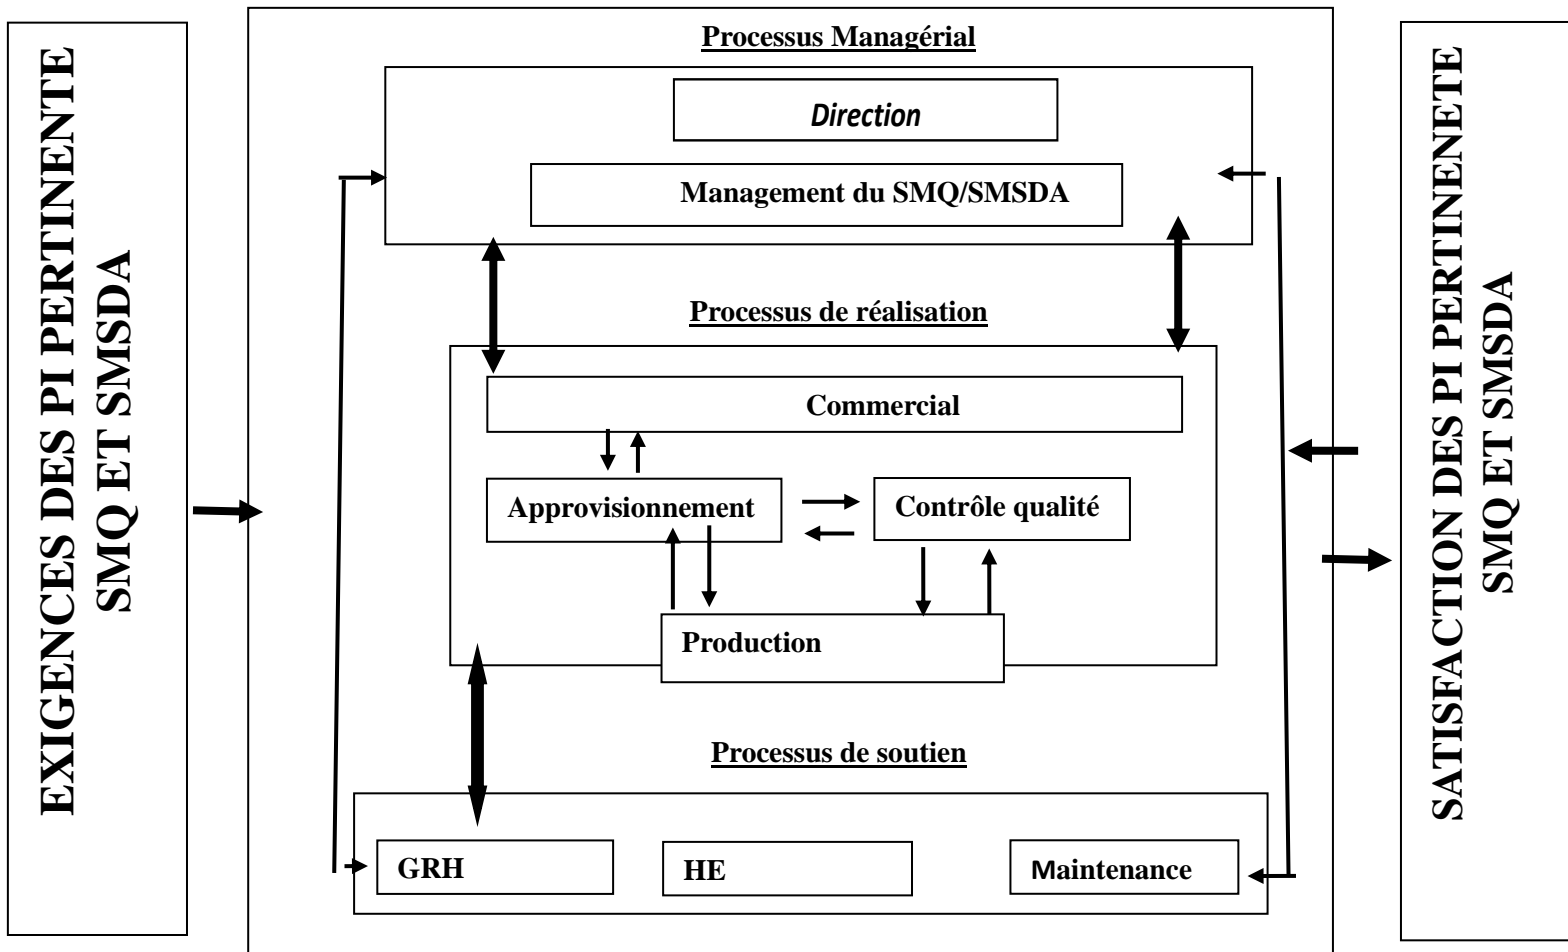 EXIGENCES DES PI PERTINENTE
SMQ ET SMSDA
Processus Managérial
Direction
Management du SMQ/SMSDA
Processus de réalisation
Commercial
Approvisionnement
Contrôle qualité
Production
Processus de soutien
GRH
HE
Maintenance
SATISFACTION DES PI PERTINENETE
SMQ ET SMSDA